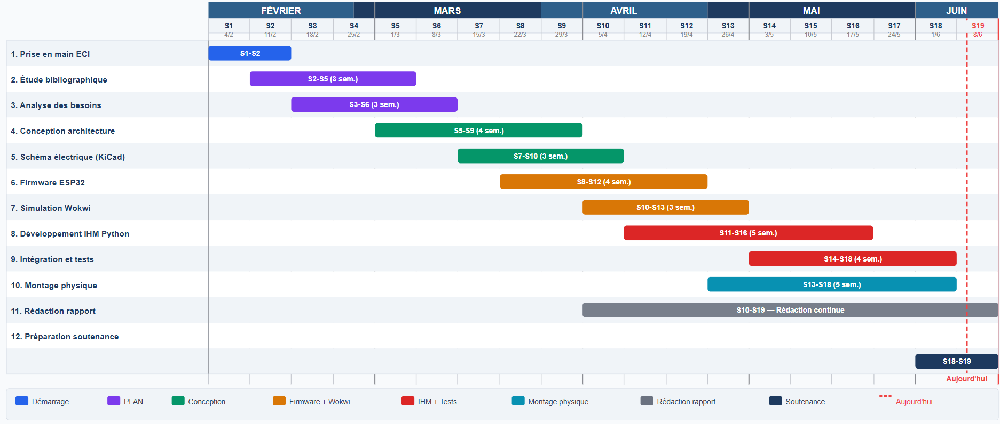 FÉVRIER MARS AVRIL MAI JUIN
S1 S2 S3 S4 S5 S6 S7 S8 S9 S10 S11 S12 S13 S14 S15 S16 S17 S18 S19
4/2 11/2 18/2 25/2 1/3 8/3 15/3 22/3 29/3 5/4 12/4 19/4 26/4 3/5 10/5 17/5 24/5 1/6 8/6
1. Prise en main ECI S1-S2
2. Étude bibliographique S2-S5 (3 sem.)
3. Analyse des besoins S3-S6 (3 sem.)
4. Conception architecture S5-S9 (4 sem.)
5. Schéma électrique (KiCad) S7-S10 (3 sem.)
6. Firmware ESP32 S8-S12 (4 sem.)
7. Simulation Wokwi S10-S13 (3 sem.)
8. Développement IHM Python S11-S16 (5 sem.)
9. Intégration et tests S14-S18 (4 sem.)
10. Montage physique S13-S18 (5 sem.)
11. Rédaction rapport S10-S19 — Rédaction continue
12. Préparation soutenance
S18-S19
Aujourd'hui
Démarrage PLAN Conception Firmware + Wokwi IHM + Tests Montage physique Rédaction rapport Soutenance Aujourd'hui